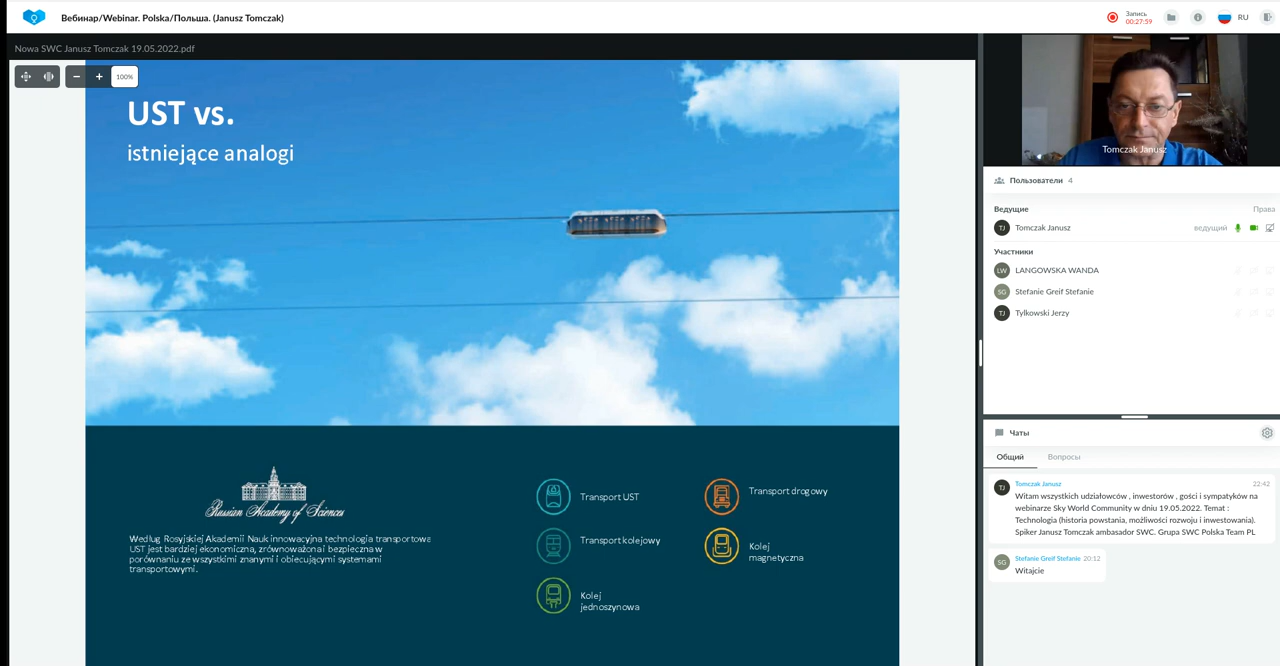 Вебинар/Webinar. Polska/Польша. (Janusz Tomczak)
Запись
00:27:59
RU
Nowa SWC Janusz Tomczak 19.05.2022.pdf
100%
UST vs.
istniejące analogi
Russian Academy of Sciences
Według Rosyjskiej Akademii Nauk innowacyjna technologia transportowa
UST jest bardziej ekonomiczna, zrównoważona i bezpieczna w
porównaniu ze wszystkimi znanymi i obiecującymi systemami
transportowymi.
Transport UST
Transport drogowy
Transport kolejowy
Kolej
magnetyczna
Kolej
jednoszynowa
Tomczak Janusz
Пользователи 4
Ведущие
Права
TJ
Tomczak Janusz
ведущий
Участники
LW
LANGOWSKA WANDA
SG
Stefanie Greif Stefanie
TJ
Tylkowski Jerzy
Чаты
Общий
Вопросы
TJ
Tomczak Janusz
22:42
Witam wszystkich udziałowców , inwestorów , gości i sympatyków na
webinarze Sky World Community w dniu 19.05.2022. Temat :
Technologia (historia powstania, możliwości rozwoju i inwestowania).
Spiker Janusz Tomczak ambasador SWC. Grupa SWC Polska Team PL
SG
Stefanie Greif Stefanie 20:12
Witajcie